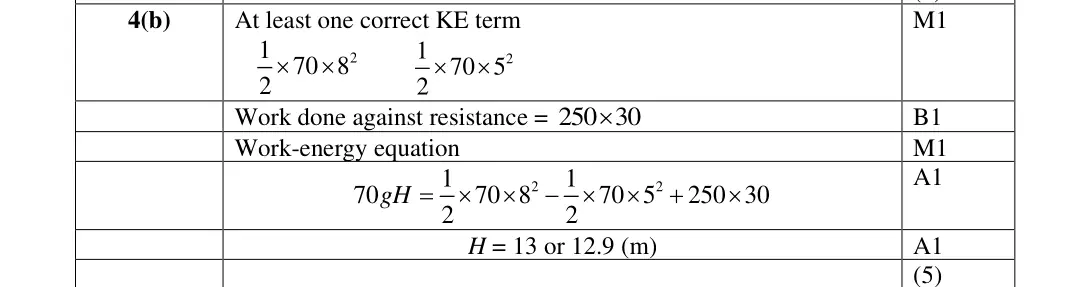 4(b) At least one correct KE term M1
1/2 × 70 × 8² 1/2 × 70 × 5²
Work done against resistance = 250 × 30 B1
Work-energy equation M1
70gH = 1/2 × 70 × 8² − 1/2 × 70 × 5² + 250 × 30 A1
H = 13 or 12.9 (m) A1
(5)